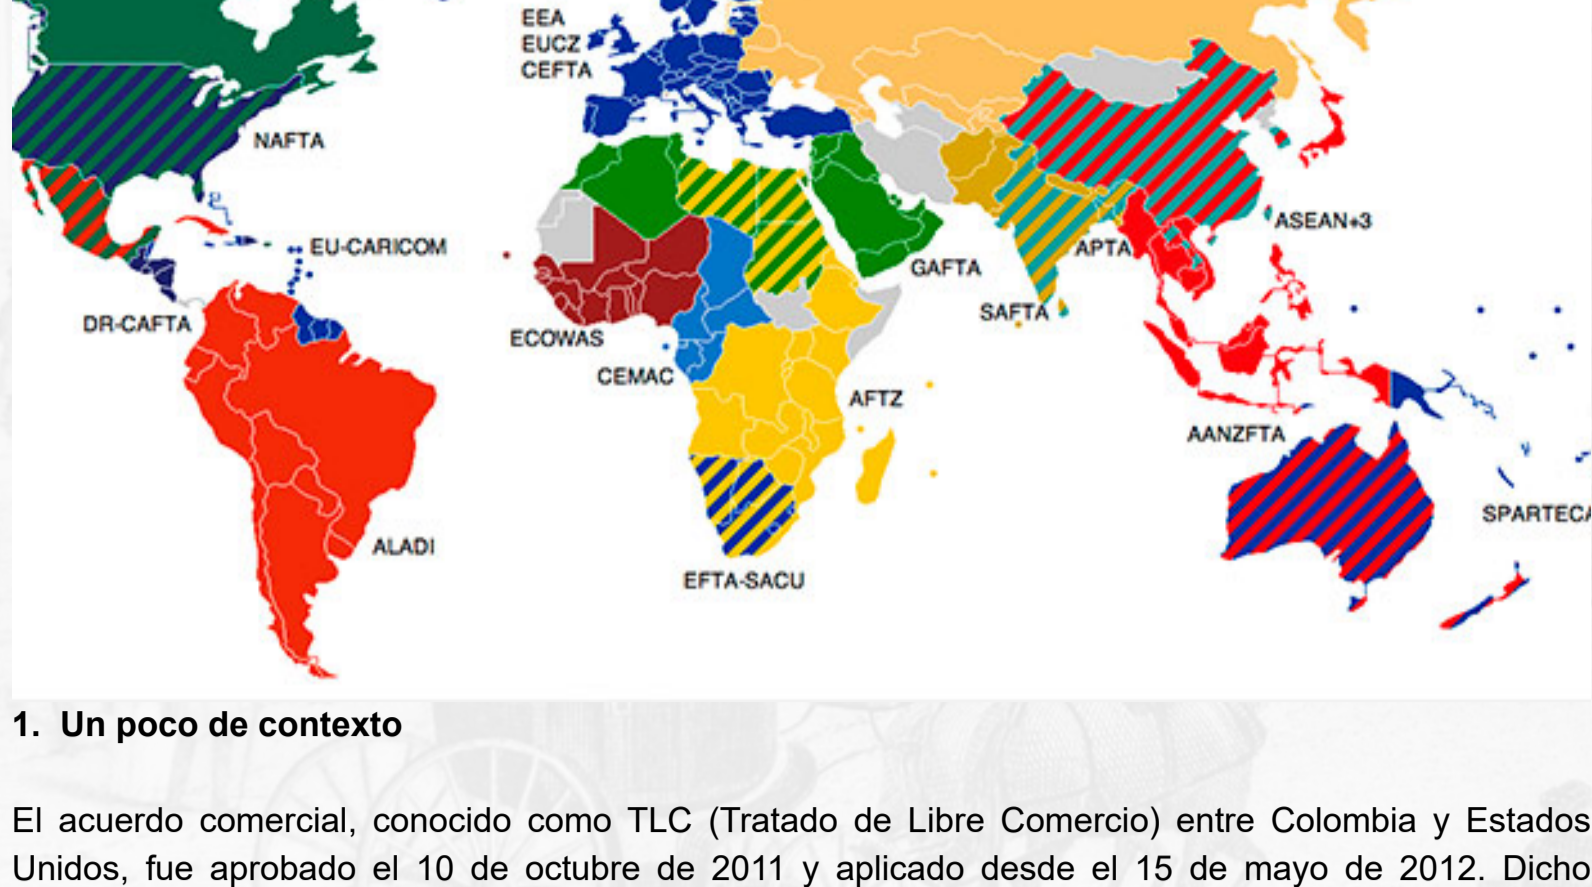 EEA
EUCZ
CEFTA
NAFTA
ASEAN+3
EU-CARICOM
APTA
GAFTA
SAFTA
DR-CAFTA
ECOWAS
CEMAC
AFTZ
AANZFTA
SPARTECA
ALADI
EFTA-SACU
1. Un poco de contexto
El acuerdo comercial, conocido como TLC (Tratado de Libre Comercio) entre Colombia y Estados
Unidos, fue aprobado el 10 de octubre de 2011 y aplicado desde el 15 de mayo de 2012. Dicho